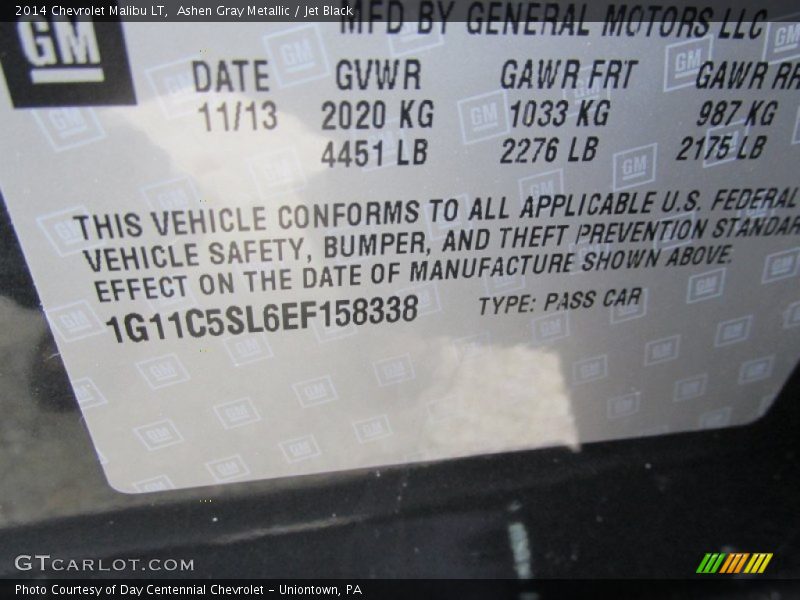 2014 Chevrolet Malibu LT, Ashen Gray Metallic / Jet Black
GM
MFD BY GENERAL MOTORS LLC
DATE GVWR GAWR FRT GAWR RR
11/13 2020 KG 1033 KG 987 KG
4451 LB 2276 LB 2175 LB
THIS VEHICLE CONFORMS TO ALL APPLICABLE U.S. FEDERAL
VEHICLE SAFETY, BUMPER, AND THEFT PREVENTION STANDAR
EFFECT ON THE DATE OF MANUFACTURE SHOWN ABOVE.
1G11C5SL6EF158338 TYPE: PASS CAR
GTCARLOT.COM
Photo Courtesy of Day Centennial Chevrolet - Uniontown, PA